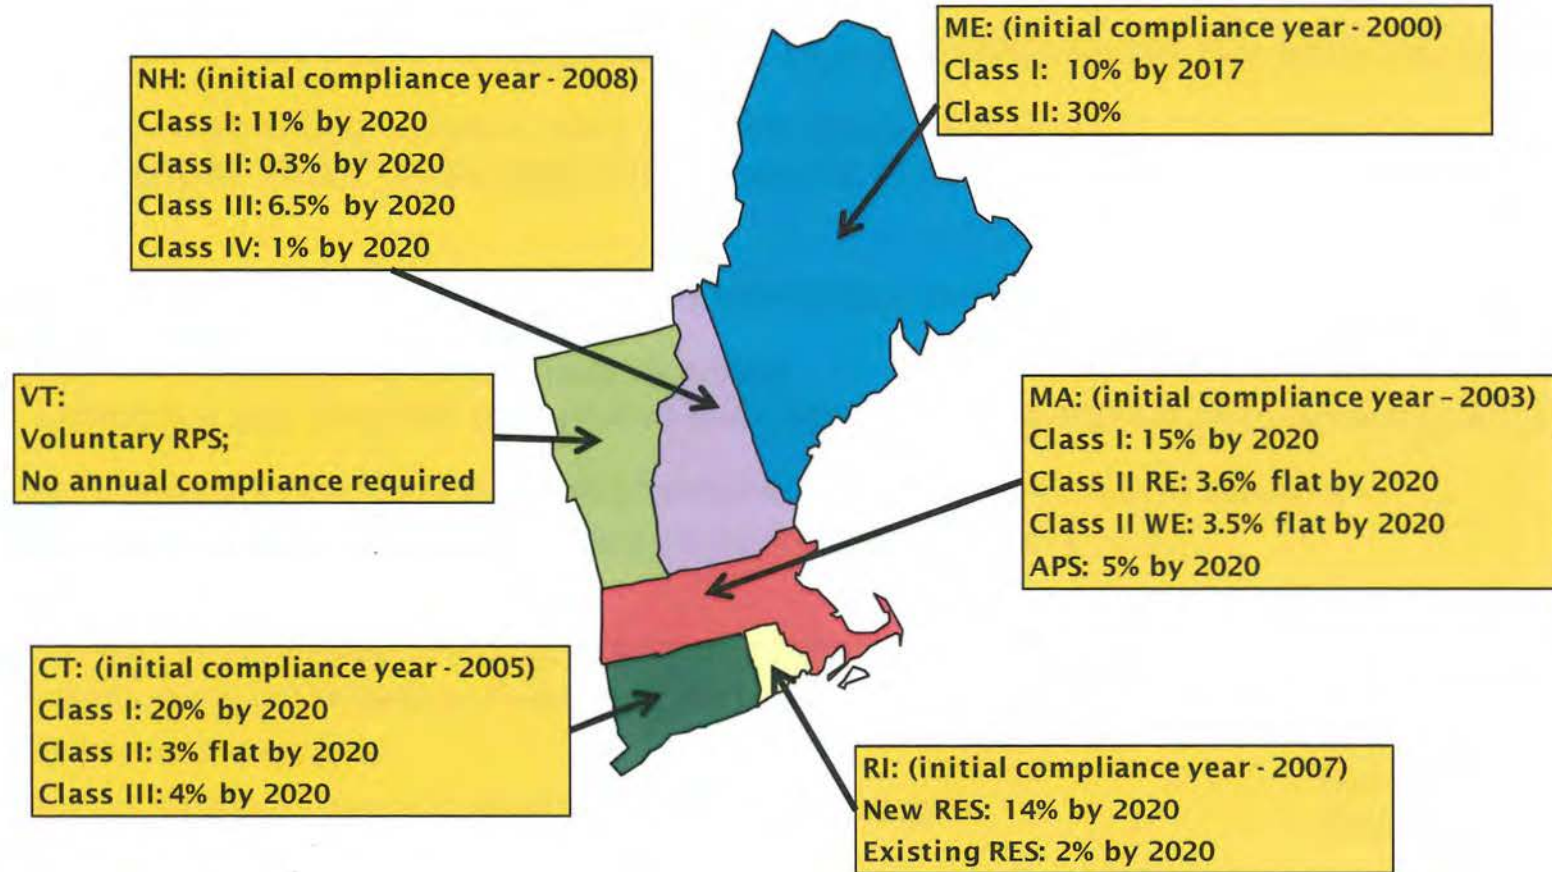 ME: (initial compliance year - 2000)
Class I: 10% by 2017
Class II: 30%
NH: (initial compliance year - 2008)
Class I: 11% by 2020
Class II: 0.3% by 2020
Class III: 6.5% by 2020
Class IV: 1% by 2020
VT:
Voluntary RPS;
No annual compliance required
MA: (initial compliance year – 2003)
Class I: 15% by 2020
Class II RE: 3.6% flat by 2020
Class II WE: 3.5% flat by 2020
APS: 5% by 2020
CT: (initial compliance year - 2005)
Class I: 20% by 2020
Class II: 3% flat by 2020
Class III: 4% by 2020
RI: (initial compliance year - 2007)
New RES: 14% by 2020
Existing RES: 2% by 2020